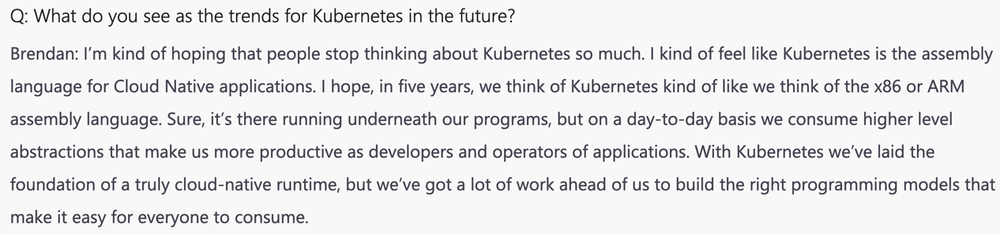 Q: What do you see as the trends for Kubernetes in the future?
Brendan: I’m kind of hoping that people stop thinking about Kubernetes so much. I kind of feel like Kubernetes is the assembly
language for Cloud Native applications. I hope, in five years, we think of Kubernetes kind of like we think of the x86 or ARM
assembly language. Sure, it’s there running underneath our programs, but on a day-to-day basis we consume higher level
abstractions that make us more productive as developers and operators of applications. With Kubernetes we’ve laid the
foundation of a truly cloud-native runtime, but we’ve got a lot of work ahead of us to build the right programming models that
make it easy for everyone to consume.